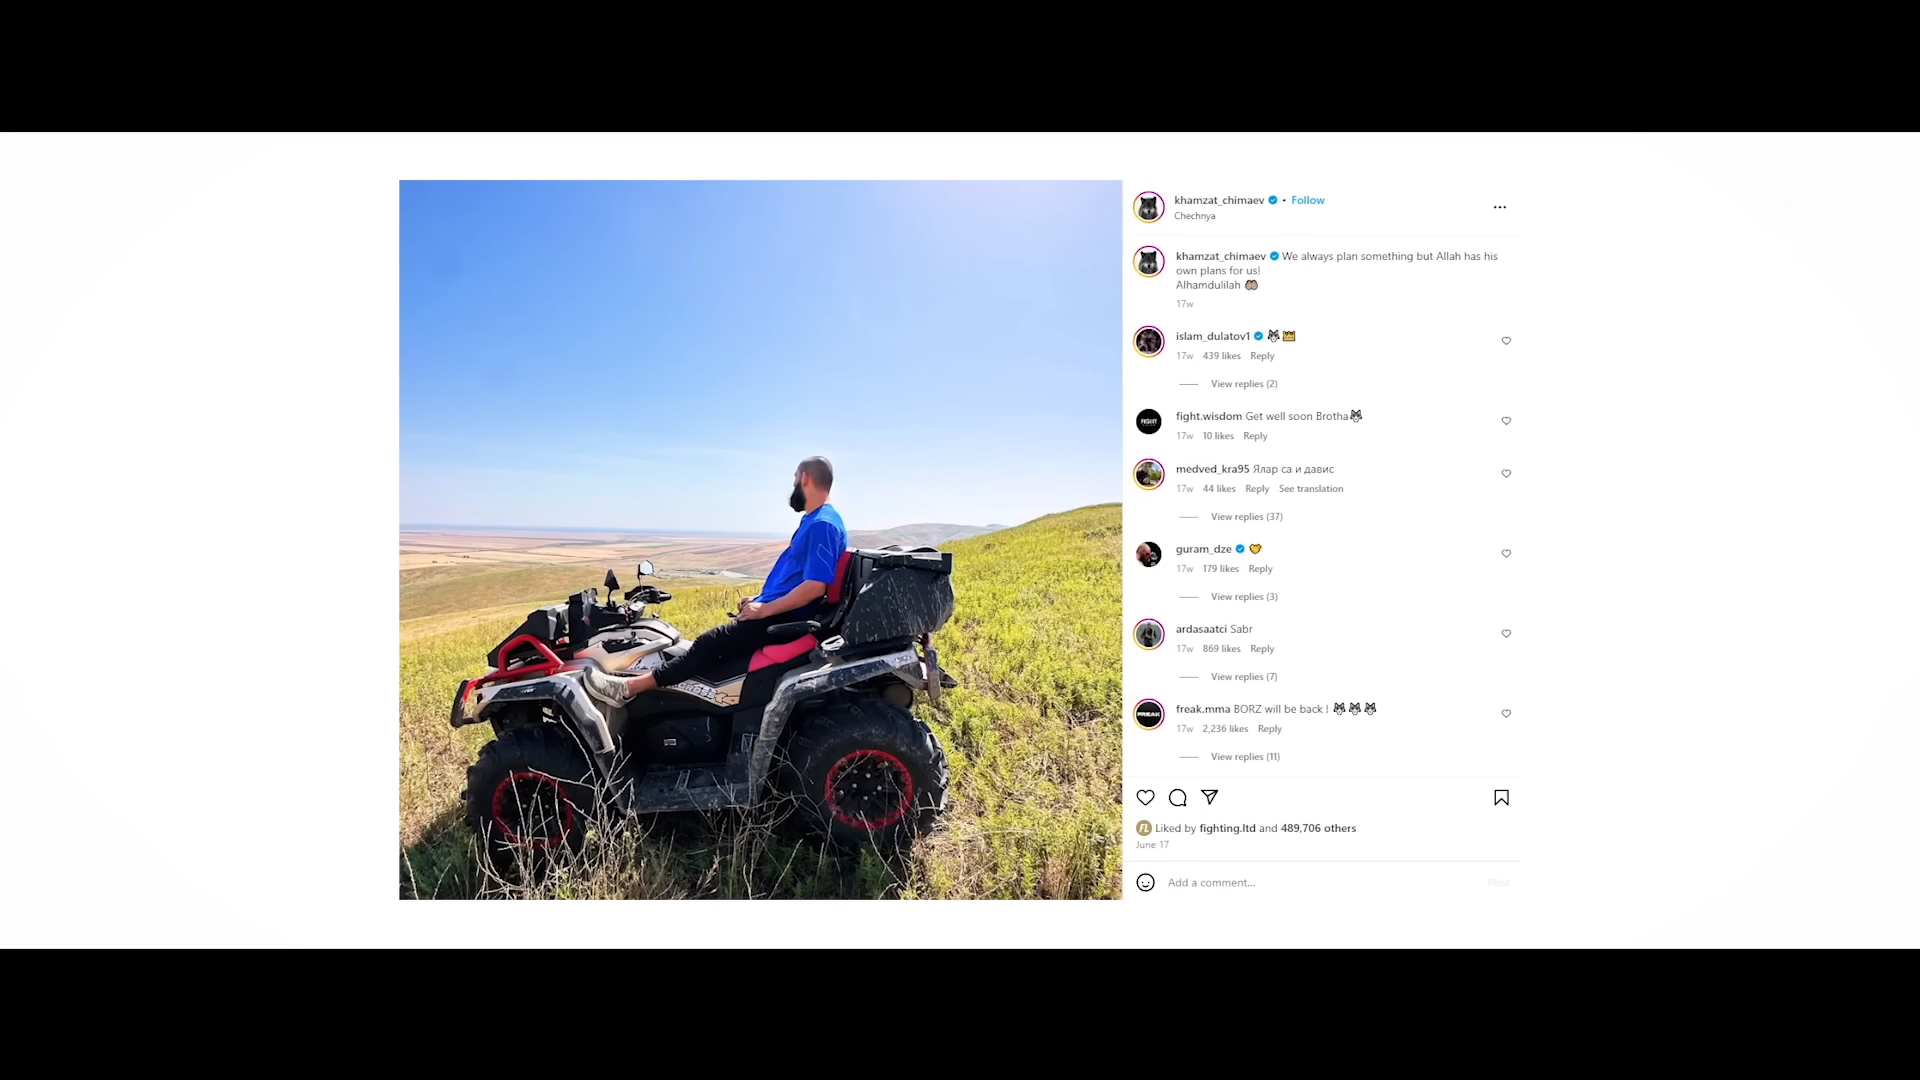 khamzat_chimaev • Follow
Chechnya
khamzat_chimaev We always plan something but Allah has his
own plans for us!
Alhamdulilah 🤲🏼
17w
islam_dulatov1 🐺👑
17w 439 likes Reply
View replies (2)
FIGHT
fight.wisdom Get well soon Brotha🐺
17w 10 likes Reply
medved_kra95 Ялар са и давис
17w 44 likes Reply See translation
View replies (37)
guram_dze 💛
17w 179 likes Reply
View replies (3)
ardasaatci Sabr
17w 869 likes Reply
View replies (7)
FREAK
freak.mma BORZ will be back ! 🐺🐺🐺
17w 2,236 likes Reply
View replies (11)
FL Liked by fighting.ltd and 489,706 others
June 17
Add a comment... Post